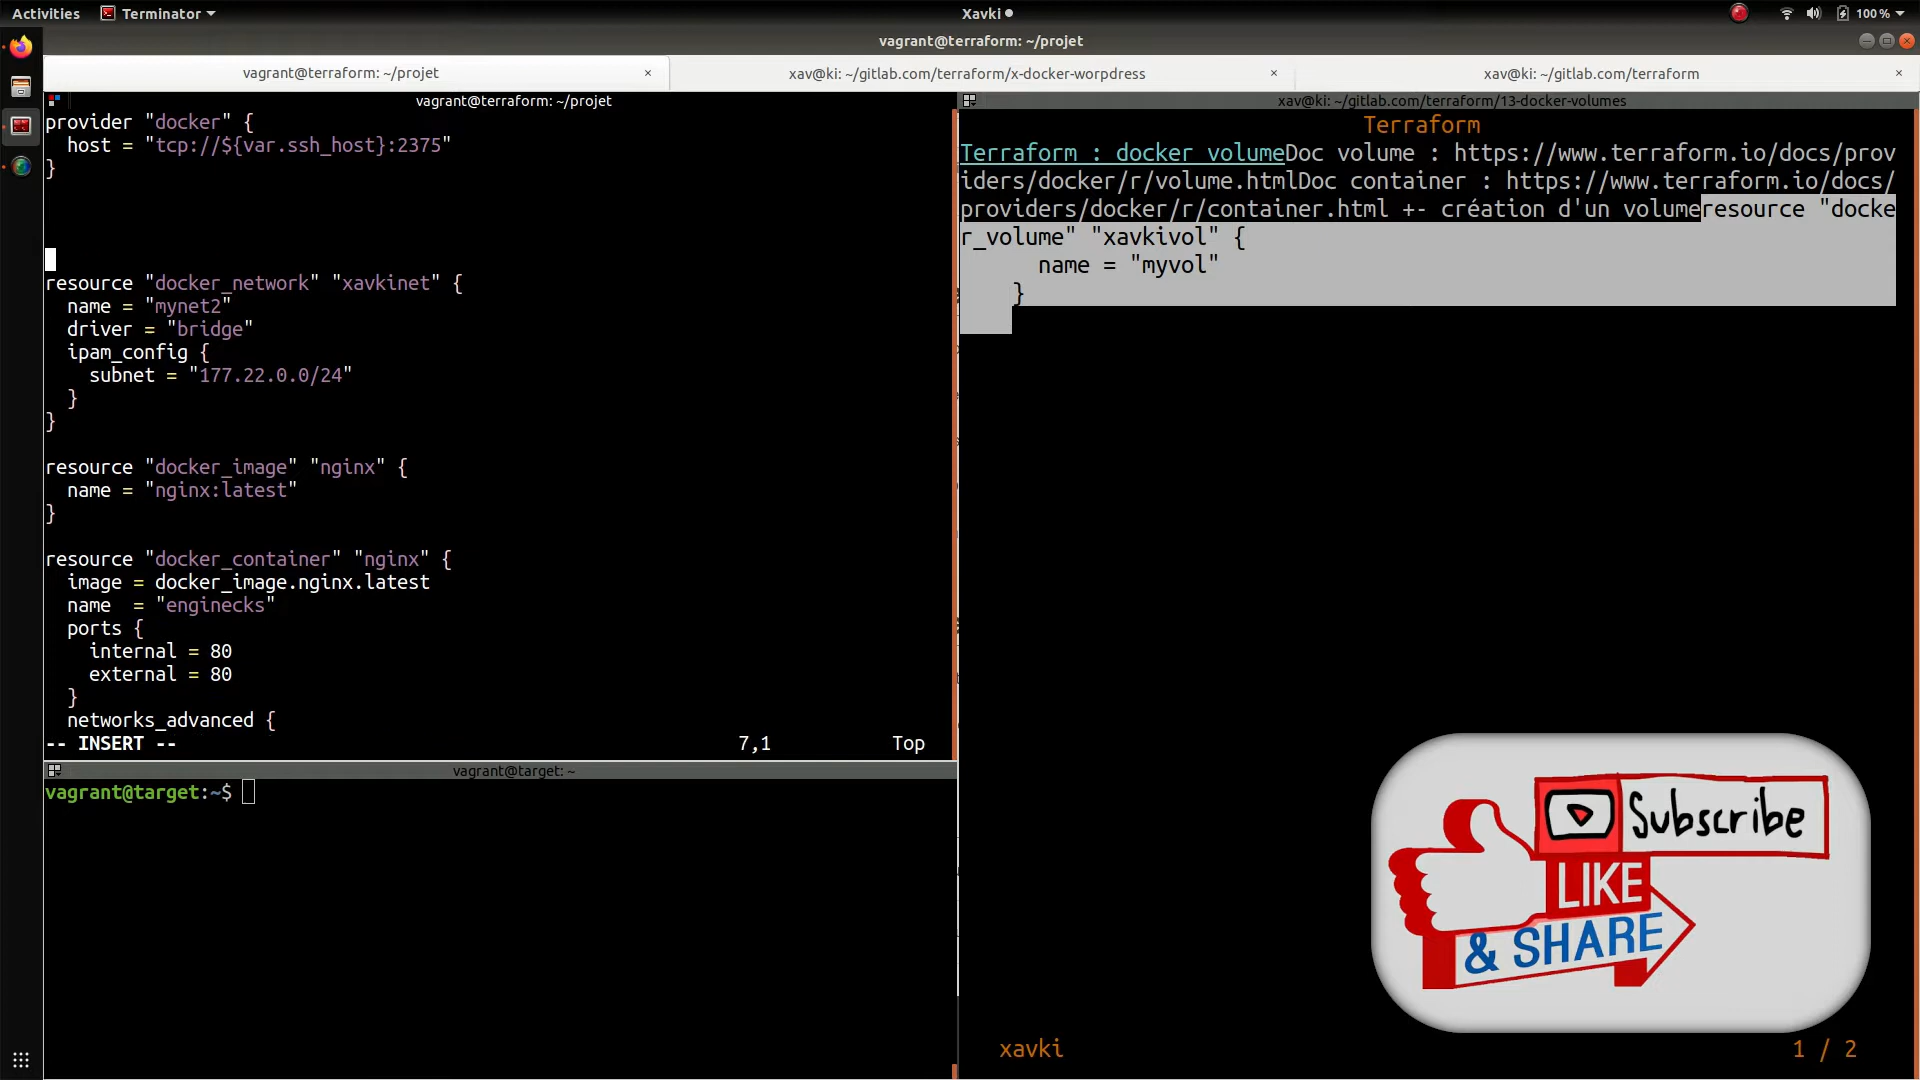 Activities
Terminator
Xavki
100 %
vagrant@terraform: ~/projet
vagrant@terraform: ~/projet ×
xav@ki: ~/gitlab.com/terraform/x-docker-worpdress ×
xav@ki: ~/gitlab.com/terraform ×
vagrant@terraform: ~/projet
provider "docker" {
  host = "tcp://${var.ssh_host}:2375"
}
resource "docker_network" "xavkinet" {
  name = "mynet2"
  driver = "bridge"
  ipam_config {
    subnet = "177.22.0.0/24"
  }
}
resource "docker_image" "nginx" {
  name = "nginx:latest"
}
resource "docker_container" "nginx" {
  image = docker_image.nginx.latest
  name  = "enginecks"
  ports {
    internal = 80
    external = 80
  }
  networks_advanced {
-- INSERT --
7,1
Top
vagrant@target: ~
vagrant@target:~$
xav@ki: ~/gitlab.com/terraform/13-docker-volumes
Terraform
Terraform : docker volumeDoc volume : https://www.terraform.io/docs/prov
iders/docker/r/volume.htmlDoc container : https://www.terraform.io/docs/
providers/docker/r/container.html +- création d'un volumeresource "docke
r_volume" "xavkivol" {
      name = "myvol"
    }
Subscribe
LIKE
& SHARE
xavki
1 / 2